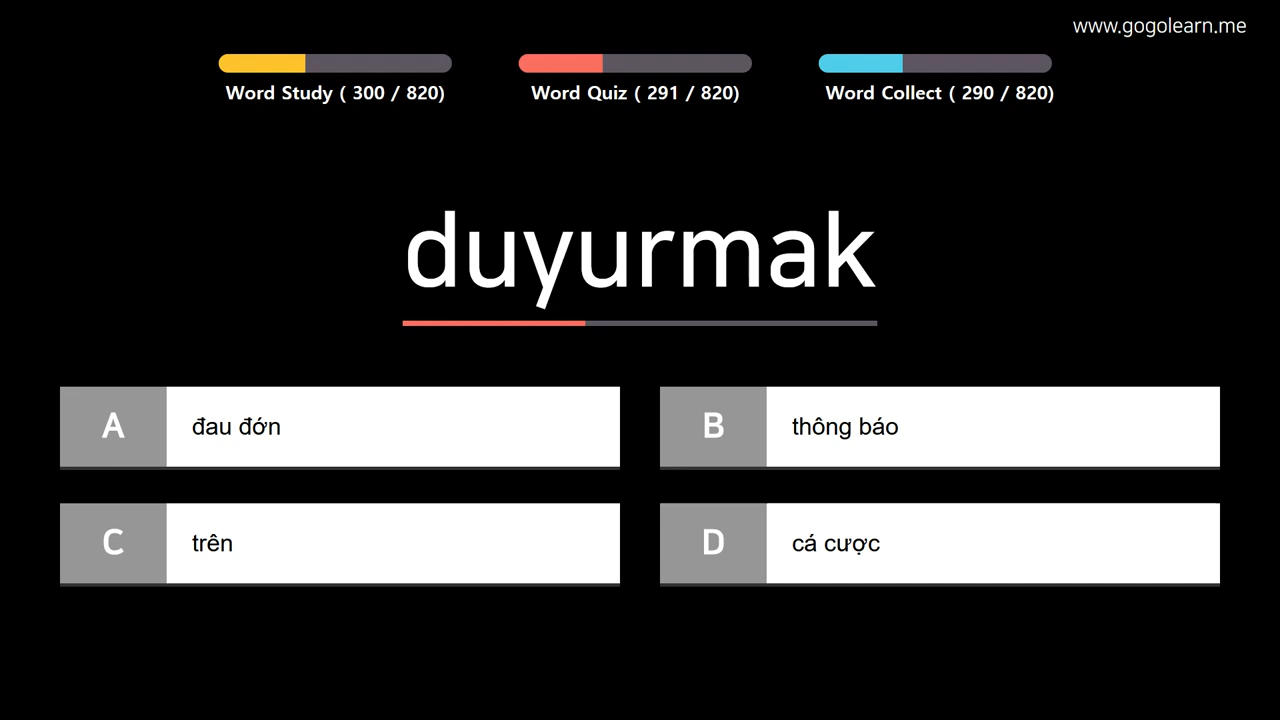 www.gogolearn.me
Word Study ( 300 / 820)
Word Quiz ( 291 / 820)
Word Collect ( 290 / 820)
duyurmak
A đau đớn
B thông báo
C trên
D cá cược